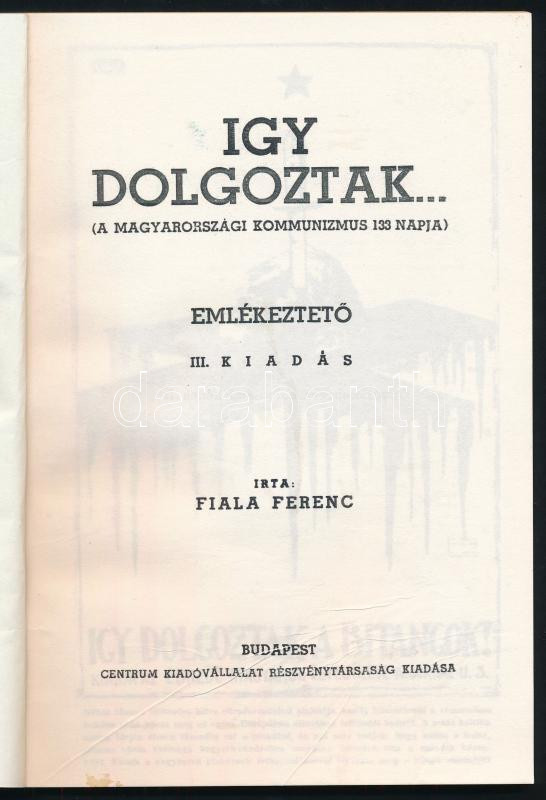 IGY
DOLGOZTAK...
(A MAGYARORSZÁGI KOMMUNIZMUS 133 NAPJA)
EMLÉKEZTETŐ
III. KIADÁS
darabanth
IRTA:
FIALA FERENC
IGY DOLGOZTAK A BITANGOK!
BUDAPEST
CENTRUM KIADÓVÁLLALAT RÉSZVÉNYTÁRSASÁG KIADÁSA